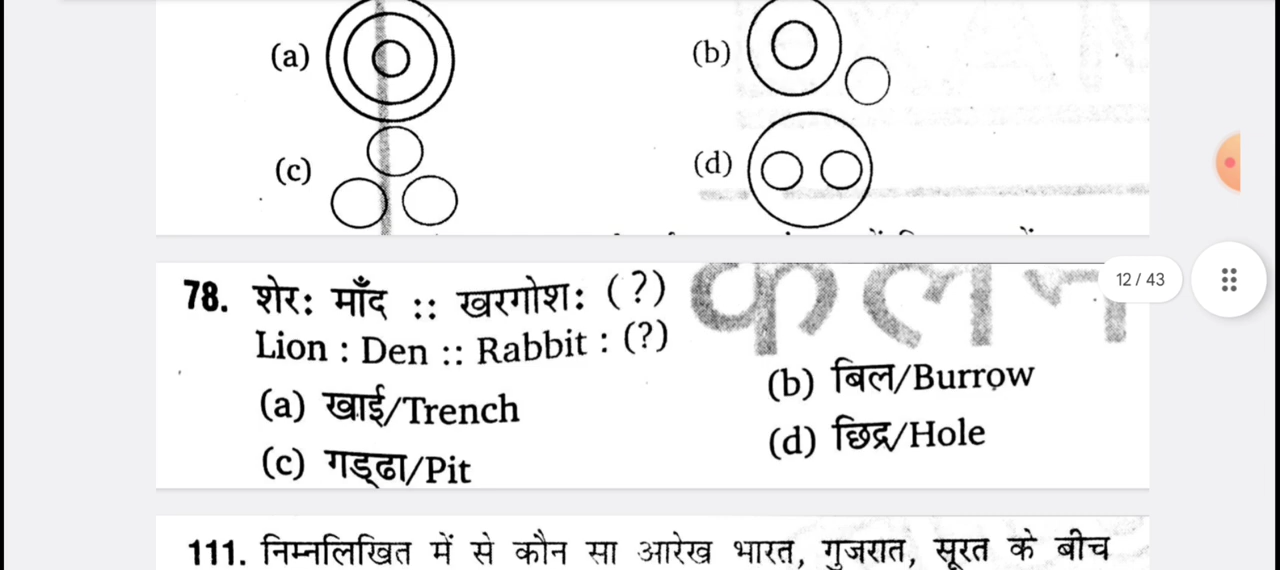 (a)
(b)
(c)
(d)
78. शेर: माँद :: खरगोश: (?)
Lion : Den :: Rabbit : (?)
(a) खाई/Trench
(b) बिल/Burrow
(c) गड्ढा/Pit
(d) छिद्र/Hole
12 / 43
111. निम्नलिखित में से कौन सा आरेख भारत, गुजरात, सूरत के बीच